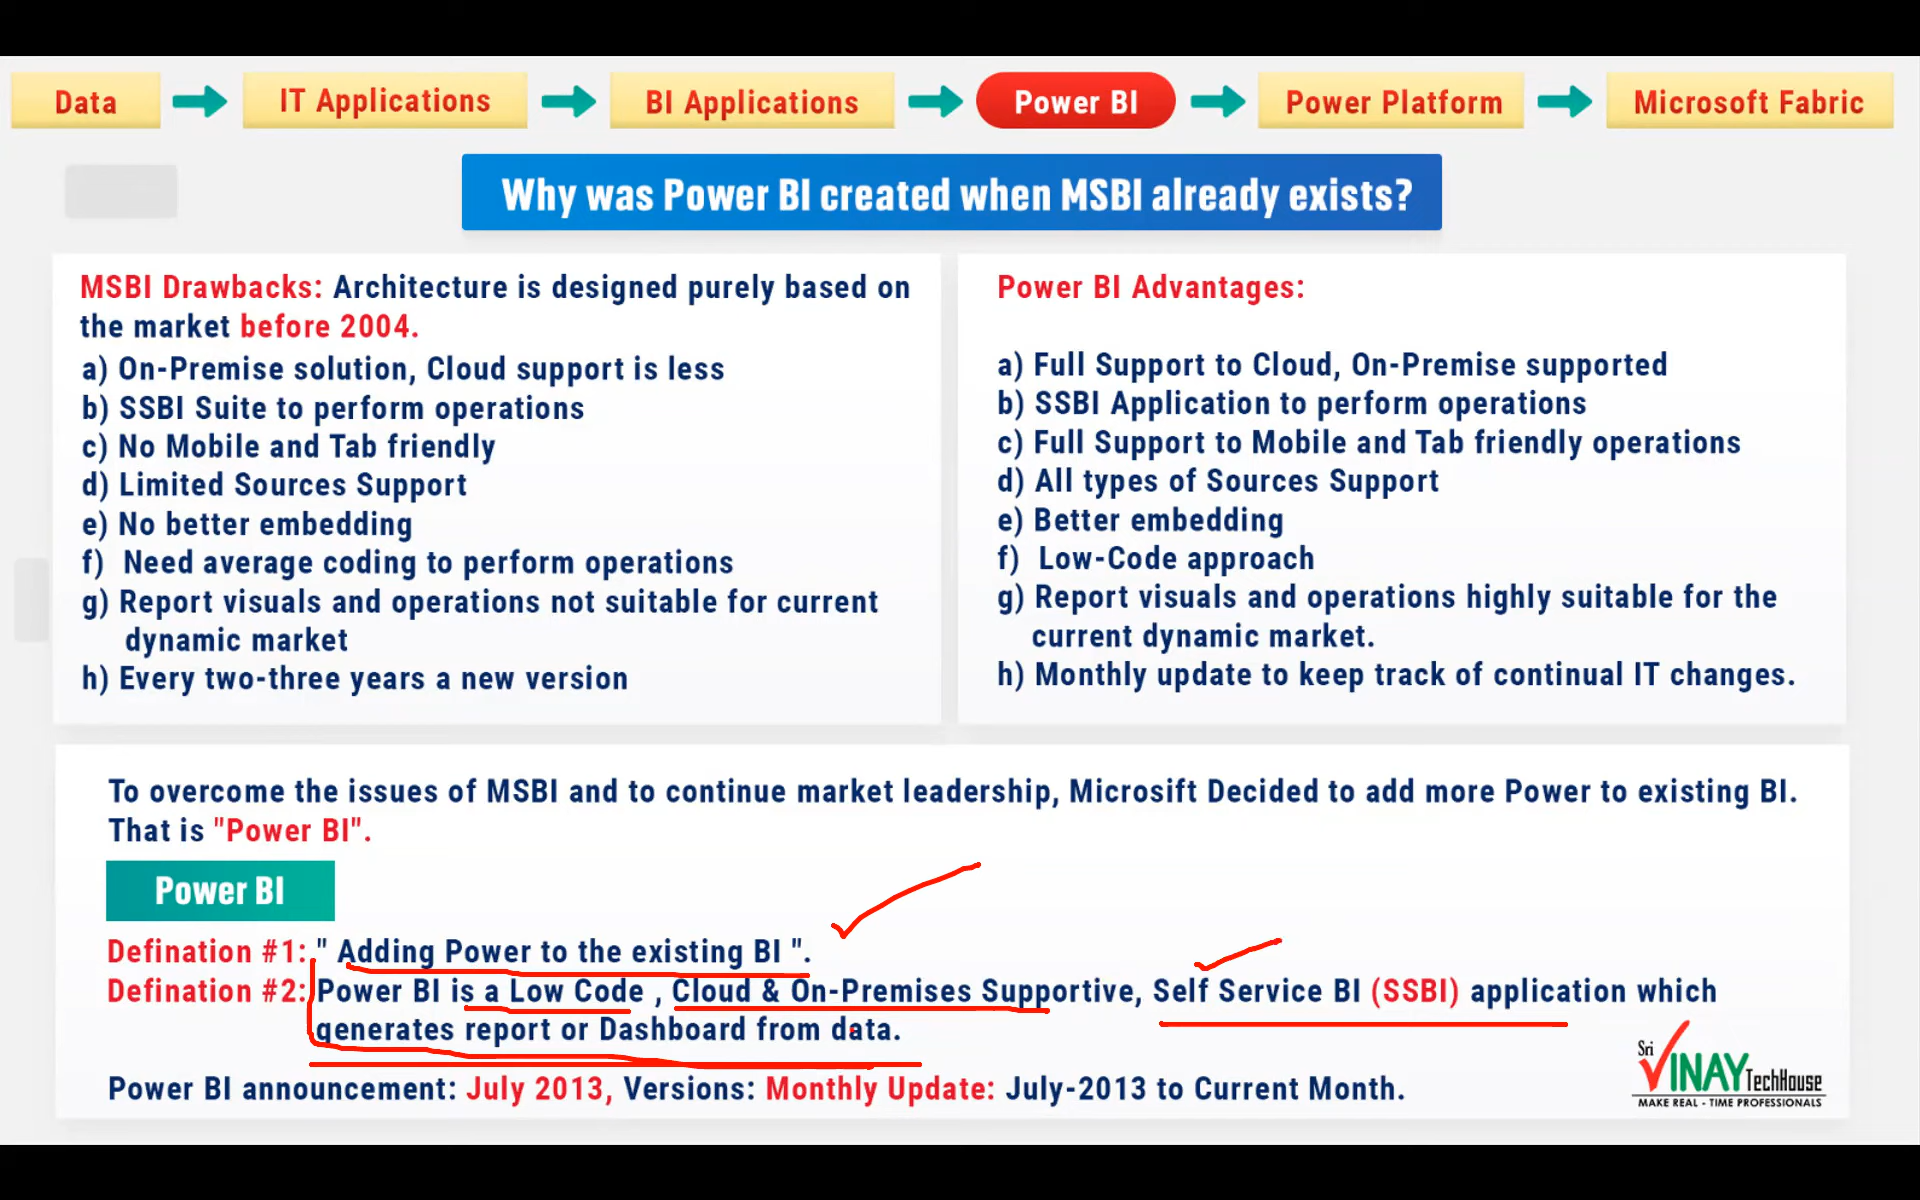 Data
IT Applications
BI Applications
Power BI
Power Platform
Microsoft Fabric
Why was Power BI created when MSBI already exists?
MSBI Drawbacks: Architecture is designed purely based on
the market before 2004.
a) On-Premise solution, Cloud support is less
b) SSBI Suite to perform operations
c) No Mobile and Tab friendly
d) Limited Sources Support
e) No better embedding
f) Need average coding to perform operations
g) Report visuals and operations not suitable for current
dynamic market
h) Every two-three years a new version
Power BI Advantages:
a) Full Support to Cloud, On-Premise supported
b) SSBI Application to perform operations
c) Full Support to Mobile and Tab friendly operations
d) All types of Sources Support
e) Better embedding
f) Low-Code approach
g) Report visuals and operations highly suitable for the
current dynamic market.
h) Monthly update to keep track of continual IT changes.
To overcome the issues of MSBI and to continue market leadership, Microsift Decided to add more Power to existing BI.
That is "Power BI".
Power BI
Defination #1: " Adding Power to the existing BI ".
Defination #2: Power BI is a Low Code , Cloud & On-Premises Supportive, Self Service BI (SSBI) application which
generates report or Dashboard from data.
Power BI announcement: July 2013, Versions: Monthly Update: July-2013 to Current Month.
Sri VINAY TechHouse
MAKE REAL - TIME PROFESSIONALS